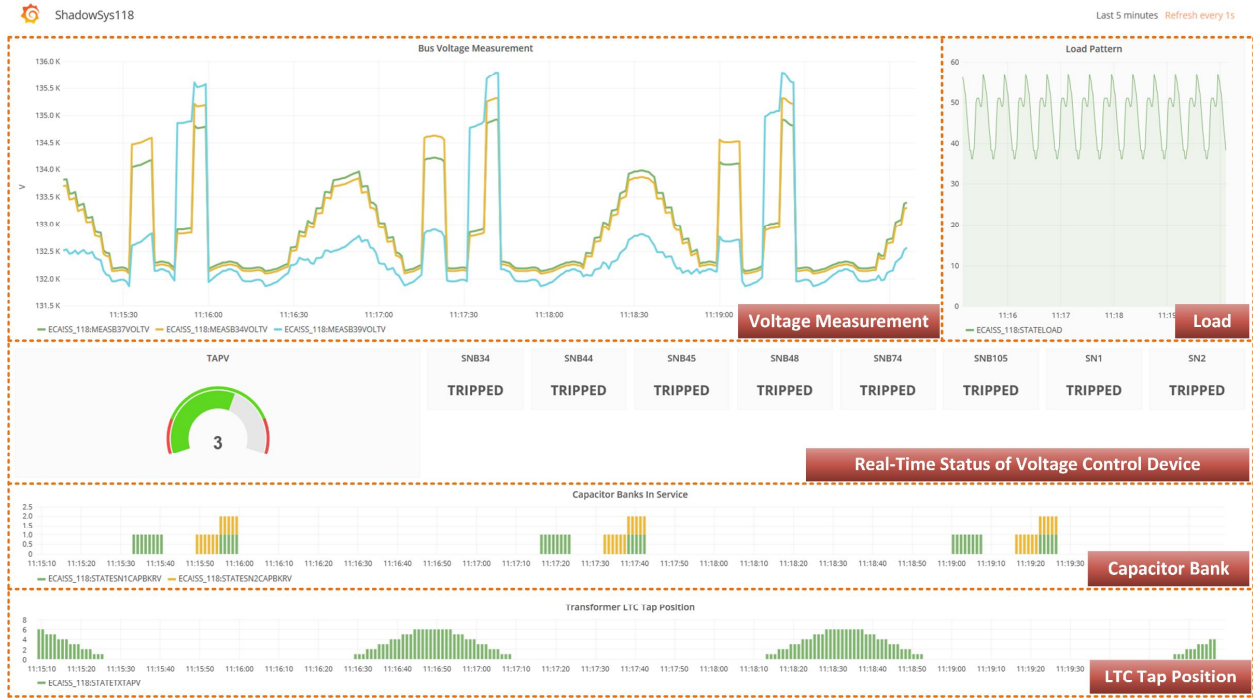 ShadowSys118
Last 5 minutes Refresh every 1s
Bus Voltage Measurement
136.0 K
135.5 K
135.0 K
134.5 K
134.0 K
133.5 K
133.0 K
132.5 K
132.0 K
131.5 K
V
11:15:30 11:16:00 11:16:30 11:17:00 11:17:30 11:18:00 11:18:30 11:19:00
ECAISS_118:MEASB37VOLTV ECAISS_118:MEASB34VOLTV ECAISS_118:MEASB39VOLTV
Voltage Measurement
Load Pattern
60
50
40
30
20
10
0
11:16 11:17 11:18 11:19
ECAISS_118:STATELOAD
Load
TAPV
3
SNB34 SNB44 SNB45 SNB48 SNB74 SNB105 SN1 SN2
TRIPPED TRIPPED TRIPPED TRIPPED TRIPPED TRIPPED TRIPPED TRIPPED
Real-Time Status of Voltage Control Device
Capacitor Banks In Service
2.5
2.0
1.5
1.0
0.5
0
11:15:10 11:15:20 11:15:30 11:15:40 11:15:50 11:16:00 11:16:10 11:16:20 11:16:30 11:16:40 11:16:50 11:17:00 11:17:10 11:17:20 11:17:30 11:17:40 11:17:50 11:18:00 11:18:10 11:18:20 11:18:30 11:18:40 11:18:50 11:19:00 11:19:10 11:19:20 11:19:30
ECAISS_118:STATESN1CAPBKRV ECAISS_118:STATESN2CAPBKRV
Capacitor Bank
Transformer LTC Tap Position
8
6
4
2
0
11:15:10 11:15:20 11:15:30 11:15:40 11:15:50 11:16:00 11:16:10 11:16:20 11:16:30 11:16:40 11:16:50 11:17:00 11:17:10 11:17:20 11:17:30 11:17:40 11:17:50 11:18:00 11:18:10 11:18:20 11:18:30 11:18:40 11:18:50 11:19:00 11:19:10 11:19:20 11:19:30
ECAISS_118:STATETXTAPV
LTC Tap Position